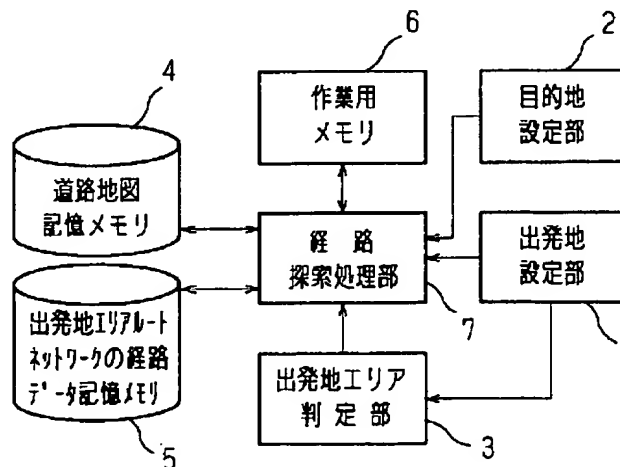 6
作業用
メモリ
2
目的地
設定部
4
道路地図
記憶メモリ
経路
探索処理部
7
出発地
設定部
出発地エリアルート
ネットワークの経路
データ記憶メモリ
5
出発地エリア
判定部
3